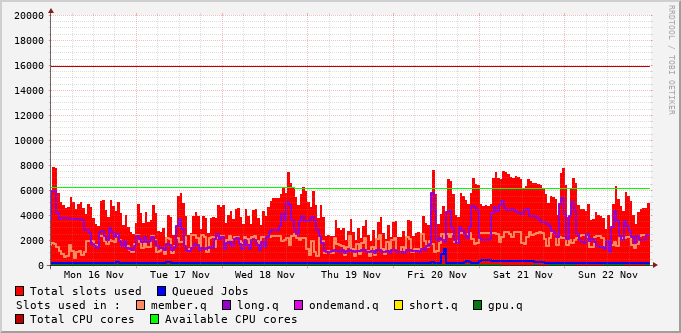 RRDTOOL / TOBI OETIKER
20000
18000
16000
14000
12000
10000
8000
6000
4000
2000
0
Mon 16 Nov Tue 17 Nov Wed 18 Nov Thu 19 Nov Fri 20 Nov Sat 21 Nov Sun 22 Nov
Total slots used Queued Jobs
Slots used in : member.q long.q ondemand.q short.q gpu.q
Total CPU cores Available CPU cores